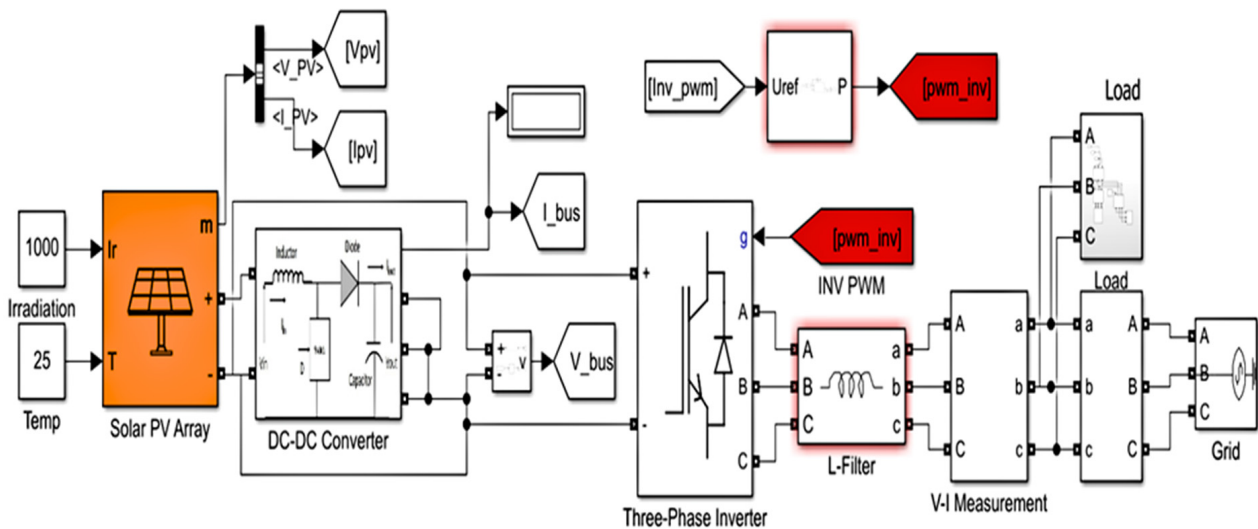 [Vpv]
<V_PV>
<I_PV>
[Ipv]
[Inv_pwm]
Uref
P
[pwm_inv]
Load
A
B
C
I_bus
m
1000
Ir
Irradiation
+
25
T
-
Temp
Solar PV Array
Inductor
Diode
Capacitor
D
DC-DC Converter
+
-
v
V_bus
g
[pwm_inv]
INV PWM
+
-
A
B
C
Three-Phase Inverter
A
B
C
a
b
c
L-Filter
A
B
C
a
b
c
V-I Measurement
Load
a
b
c
A
B
C
A
B
C
Grid